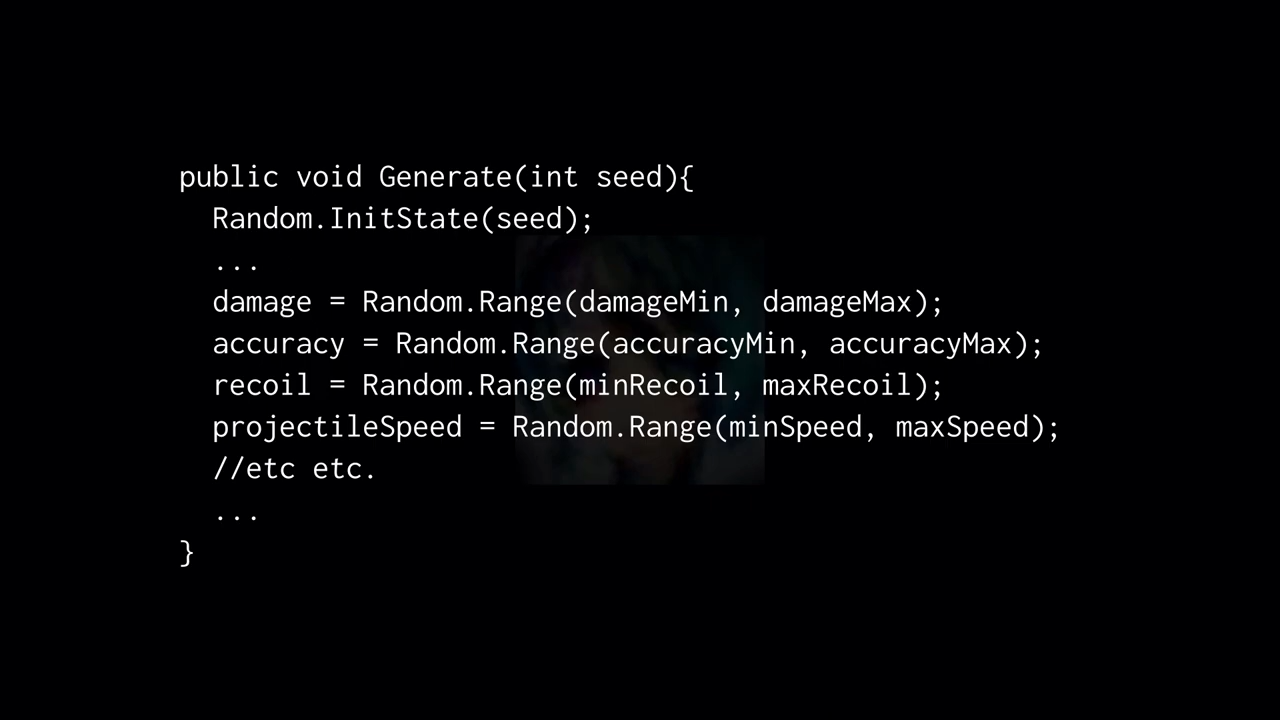 public void Generate(int seed){
  Random.InitState(seed);
  ...
  damage = Random.Range(damageMin, damageMax);
  accuracy = Random.Range(accuracyMin, accuracyMax);
  recoil = Random.Range(minRecoil, maxRecoil);
  projectileSpeed = Random.Range(minSpeed, maxSpeed);
  //etc etc.
  ...
}